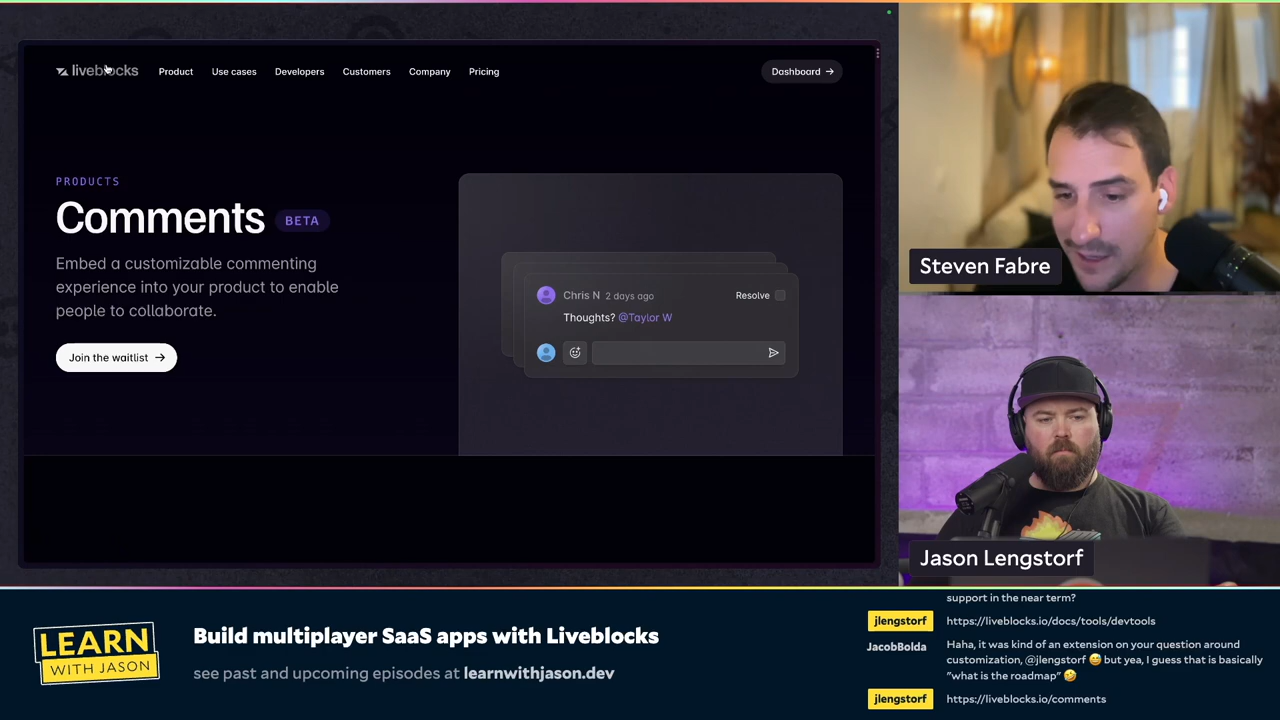 liveblocks
Product
Use cases
Developers
Customers
Company
Pricing
Dashboard →
PRODUCTS
Comments BETA
Embed a customizable commenting
experience into your product to enable
people to collaborate.
Join the waitlist →
Chris N 2 days ago
Resolve
Thoughts? @Taylor W
Steven Fabre
Jason Lengstorf
LEARN
WITH JASON
Build multiplayer SaaS apps with Liveblocks
see past and upcoming episodes at learnwithjason.dev
support in the near term?
jlengstorf https://liveblocks.io/docs/tools/devtools
JacobBolda Haha, it was kind of an extension on your question around
customization, @jlengstorf 😅 but yea, I guess that is basically
"what is the roadmap" 🤣
jlengstorf https://liveblocks.io/comments